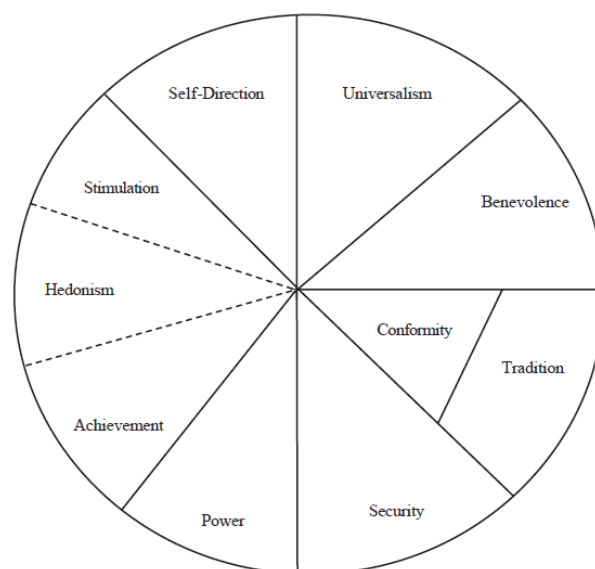 Self-Direction
Universalism
Stimulation
Benevolence
Hedonism
Conformity
Tradition
Achievement
Security
Power